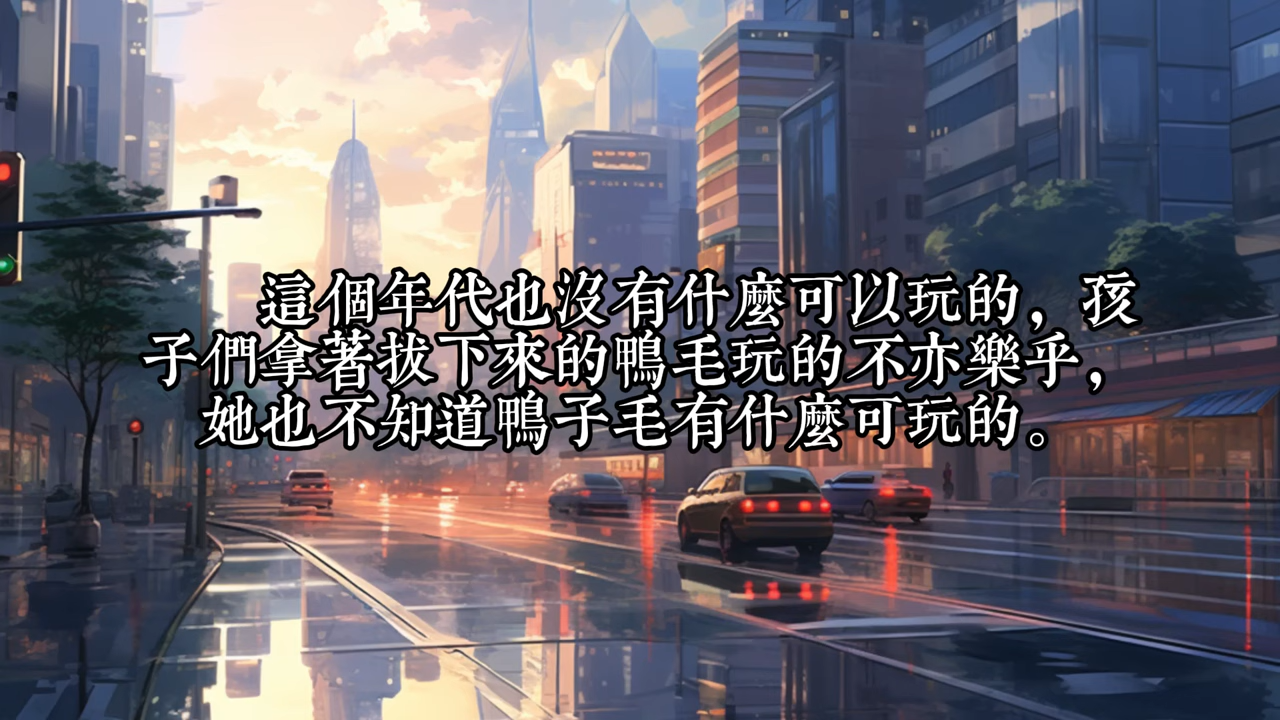 這個年代也沒有什麼可以玩的，孩
子們拿著拔下來的鴨毛玩的不亦樂乎，
她也不知道鴨子毛有什麼可玩的。